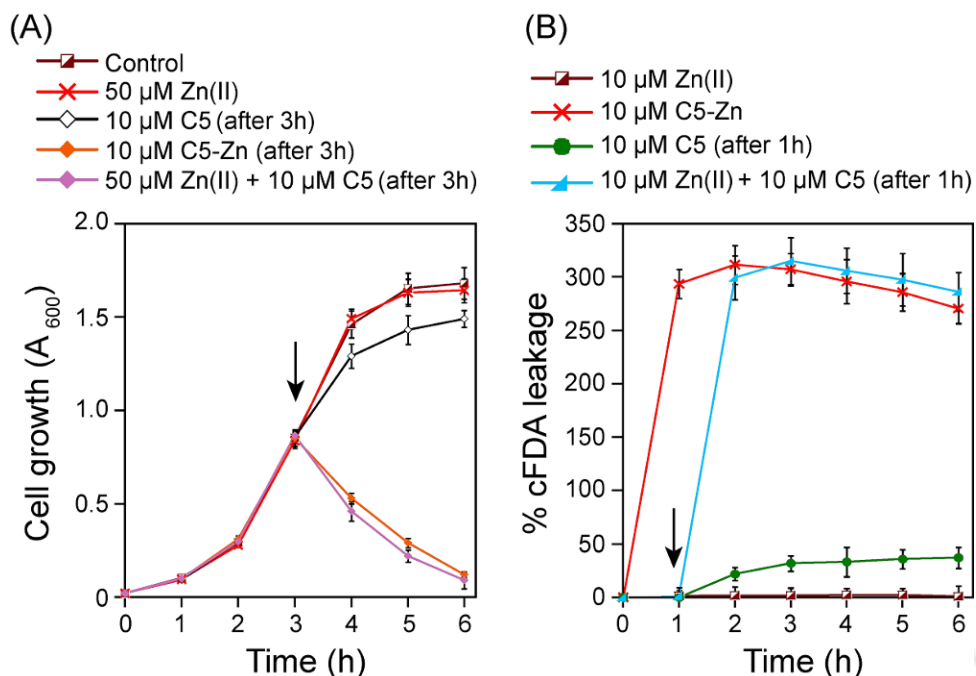 (A)
Control
50 µM Zn(II)
10 µM C5 (after 3h)
10 µM C5-Zn (after 3h)
50 µM Zn(II) + 10 µM C5 (after 3h)
Cell growth (A600)
2.0
1.5
1.0
0.5
0
0 1 2 3 4 5 6
Time (h)
(B)
10 µM Zn(II)
10 µM C5-Zn
10 µM C5 (after 1h)
10 µM Zn(II) + 10 µM C5 (after 1h)
% cFDA leakage
350
300
250
200
150
100
50
0
0 1 2 3 4 5 6
Time (h)